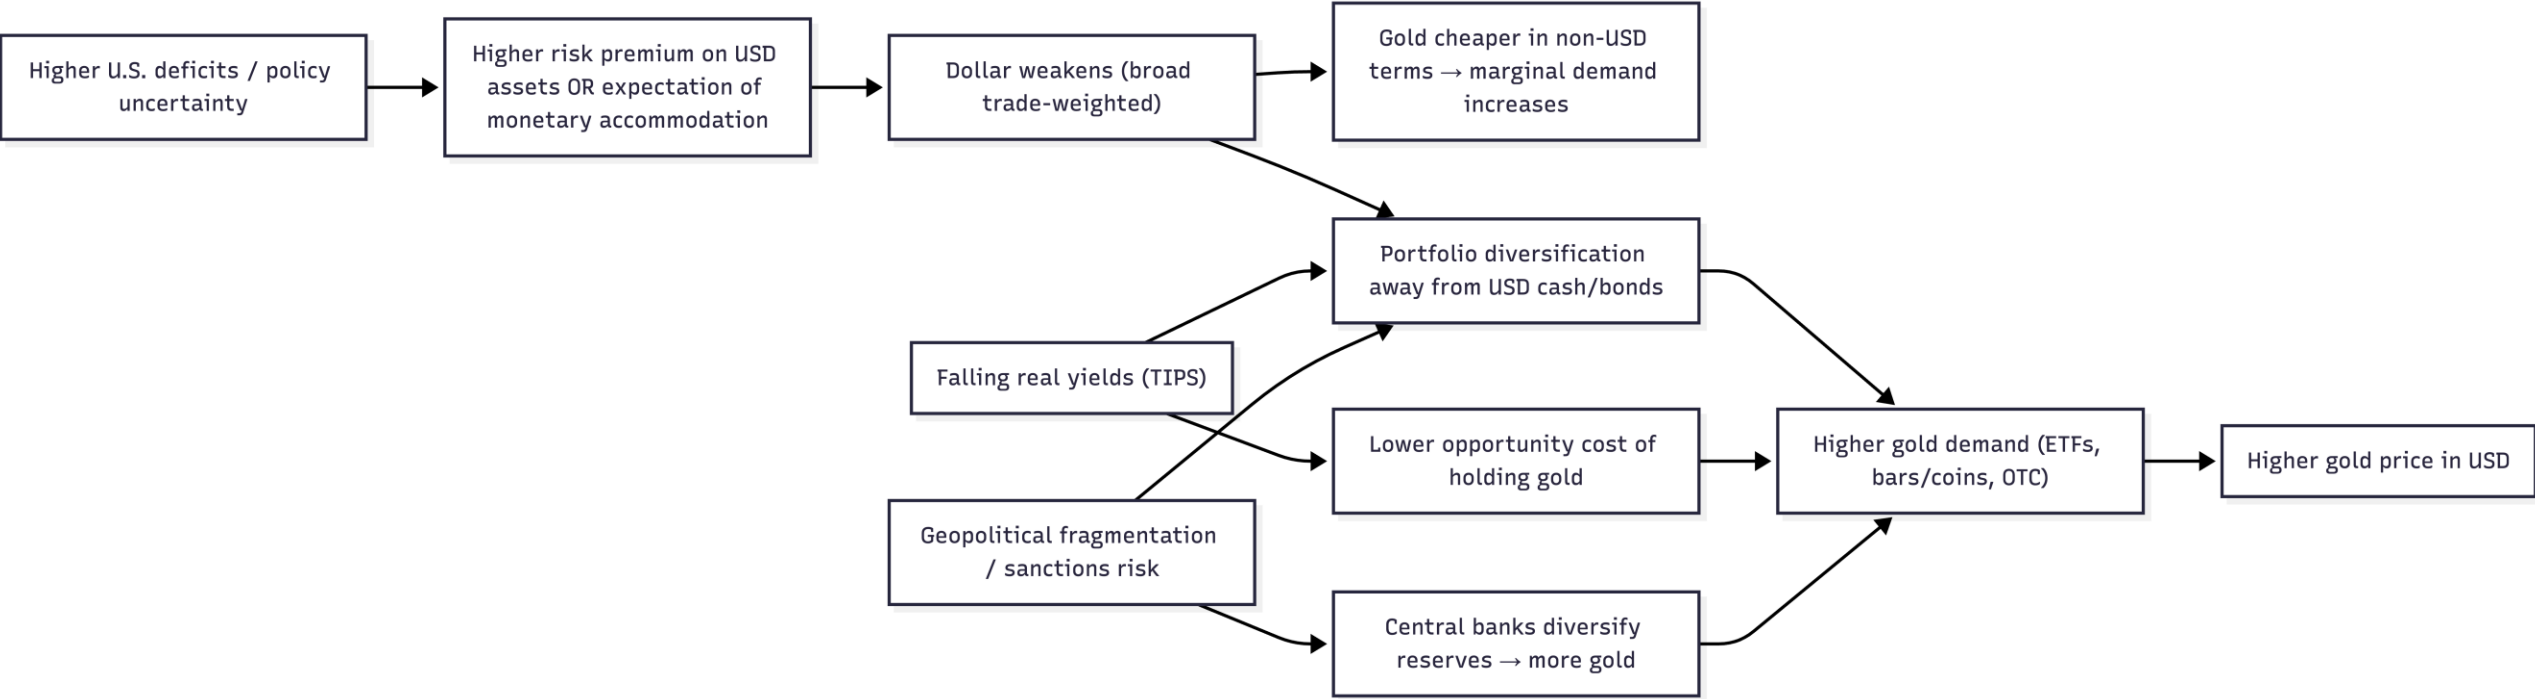 Higher U.S. deficits / policy
uncertainty
Higher risk premium on USD
assets OR expectation of
monetary accommodation
Dollar weakens (broad
trade-weighted)
Gold cheaper in non-USD
terms → marginal demand
increases
Portfolio diversification
away from USD cash/bonds
Falling real yields (TIPS)
Lower opportunity cost of
holding gold
Higher gold demand (ETFs,
bars/coins, OTC)
Higher gold price in USD
Geopolitical fragmentation
/ sanctions risk
Central banks diversify
reserves → more gold